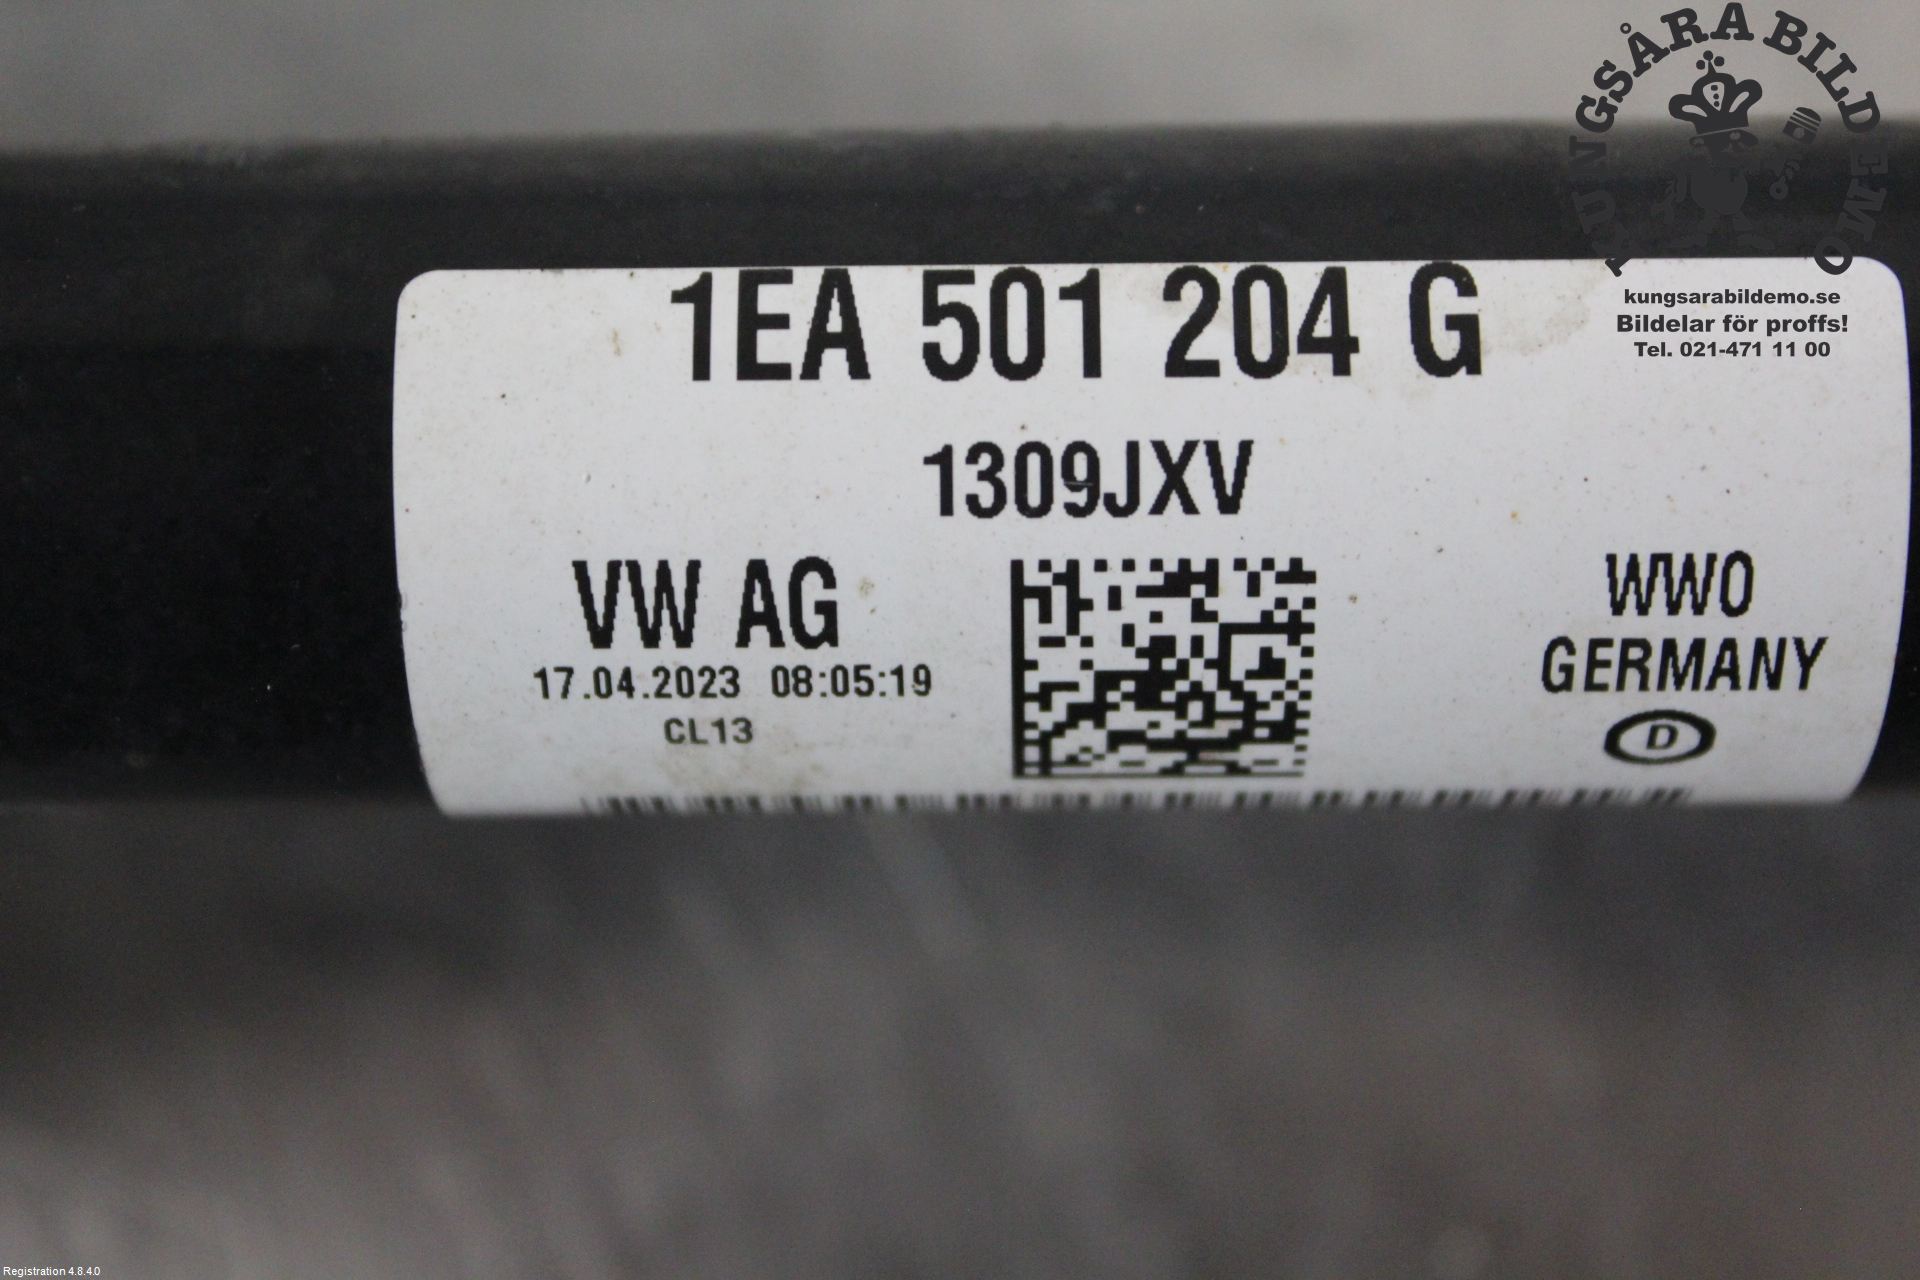 KUNGSÅRA BILDEMO
kungsarabildemo.se
Bildelar för proffs!
Tel. 021-471 11 00
1EA 501 204 G
1309JXV
VW AG
17.04.2023 08:05:19
CL13
WWO
GERMANY
D
Registration 4.8.4.0